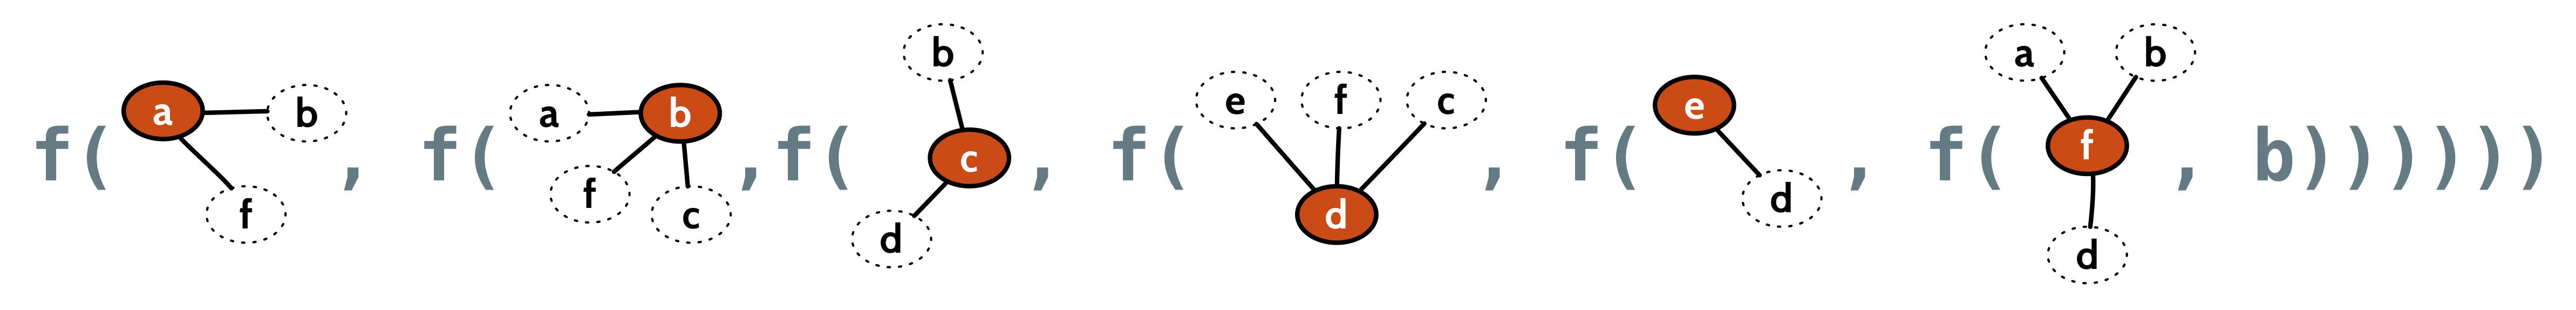 f( a b f , f( a b f c ,f( b c d , f( e f c d , f( e d , f( a b f d , b))))))